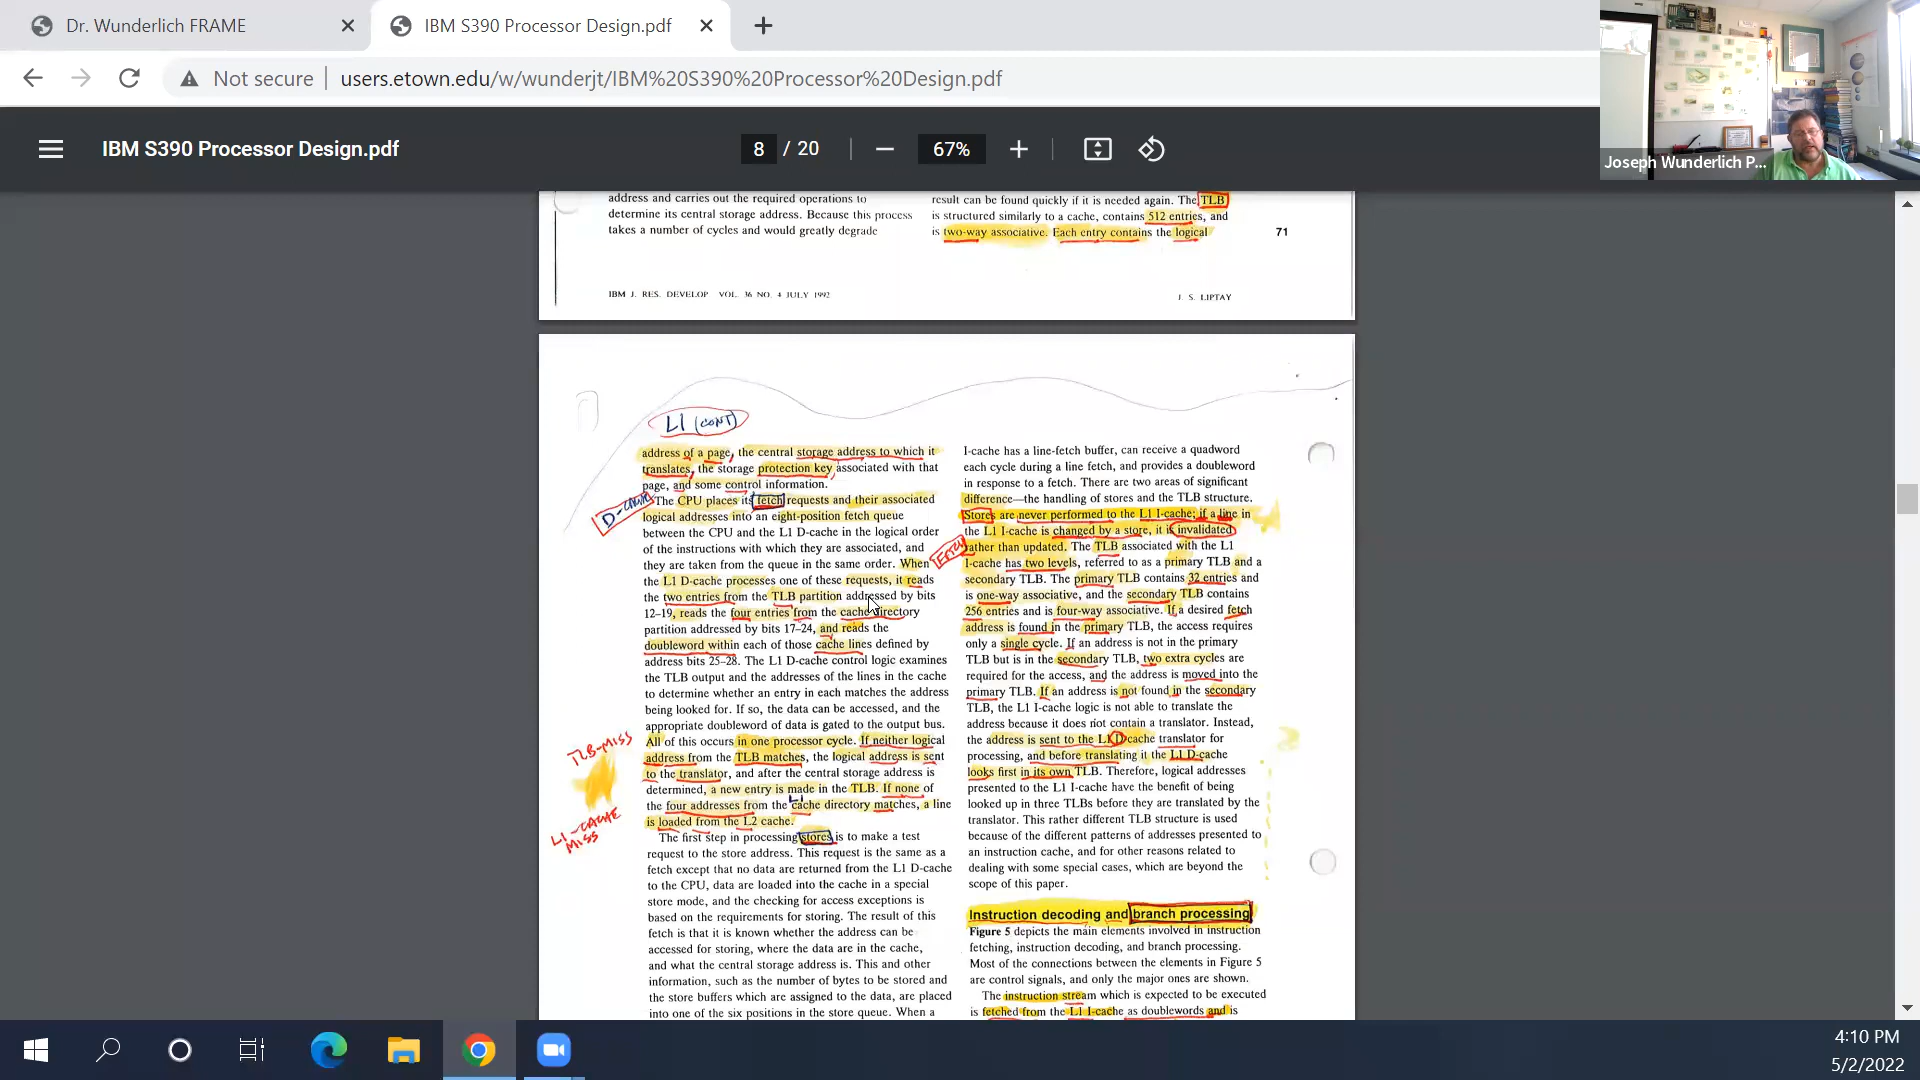 Dr. Wunderlich FRAME
IBM S390 Processor Design.pdf
Not secure
users.etown.edu/w/wunderjt/IBM%20S390%20Processor%20Design.pdf
IBM S390 Processor Design.pdf
8 / 20
67%
Joseph Wunderlich P...
address and carries out the required operations to
determine its central storage address. Because this process
takes a number of cycles and would greatly degrade
result can be found quickly if it is needed again. The TLB
is structured similarly to a cache, contains 512 entries, and
is two-way associative. Each entry contains the logical
71
IBM J. RES. DEVELOP VOL. 36 NO. 4 JULY 1992
J. S. LIPTAY
L1 (CONT)
address of a page, the central storage address to which it
translates, the storage protection key associated with that
page, and some control information.
D-CACHE
The CPU places its fetch requests and their associated
logical addresses into an eight-position fetch queue
between the CPU and the L1 D-cache in the logical order
of the instructions with which they are associated, and
they are taken from the queue in the same order. When
the L1 D-cache processes one of these requests, it reads
the two entries from the TLB partition addressed by bits
12–19, reads the four entries from the cache directory
partition addressed by bits 17–24, and reads the
doubleword within each of those cache lines defined by
address bits 25–28. The L1 D-cache control logic examines
the TLB output and the addresses of the lines in the cache
to determine whether an entry in each matches the address
being looked for. If so, the data can be accessed, and the
appropriate doubleword of data is gated to the output bus.
All of this occurs in one processor cycle. If neither logical
address from the TLB matches, the logical address is sent
to the translator, and after the central storage address is
determined, a new entry is made in the TLB. If none of
the four addresses from the L1 cache directory matches, a line
is loaded from the L2 cache.
TLB-MISS
L1-CACHE
MISS
The first step in processing stores is to make a test
request to the store address. This request is the same as a
fetch except that no data are returned from the L1 D-cache
to the CPU, data are loaded into the cache in a special
store mode, and the checking for access exceptions is
based on the requirements for storing. The result of this
fetch is that it is known whether the address can be
accessed for storing, where the data are in the cache,
and what the central storage address is. This and other
information, such as the number of bytes to be stored and
the store buffers which are assigned to the data, are placed
into one of the six positions in the store queue. When a
I-cache has a line-fetch buffer, can receive a quadword
each cycle during a line fetch, and provides a doubleword
in response to a fetch. There are two areas of significant
difference—the handling of stores and the TLB structure.
Stores are never performed to the L1 I-cache; if a line in
the L1 I-cache is changed by a store, it is invalidated
FETCH
rather than updated. The TLB associated with the L1
I-cache has two levels, referred to as a primary TLB and a
secondary TLB. The primary TLB contains 32 entries and
is one-way associative, and the secondary TLB contains
256 entries and is four-way associative. If a desired fetch
address is found in the primary TLB, the access requires
only a single cycle. If an address is not in the primary
TLB but is in the secondary TLB, two extra cycles are
required for the access, and the address is moved into the
primary TLB. If an address is not found in the secondary
TLB, the L1 I-cache logic is not able to translate the
address because it does not contain a translator. Instead,
the address is sent to the L1 D-cache translator for
processing, and before translating it the L1 D-cache
looks first in its own TLB. Therefore, logical addresses
presented to the L1 I-cache have the benefit of being
looked up in three TLBs before they are translated by the
translator. This rather different TLB structure is used
because of the different patterns of addresses presented to
an instruction cache, and for other reasons related to
dealing with some special cases, which are beyond the
scope of this paper.
Instruction decoding and branch processing
Figure 5 depicts the main elements involved in instruction
fetching, instruction decoding, and branch processing.
Most of the connections between the elements in Figure 5
are control signals, and only the major ones are shown.
The instruction stream which is expected to be executed
is fetched from the L1 I-cache as doublewords and is
4:10 PM
5/2/2022